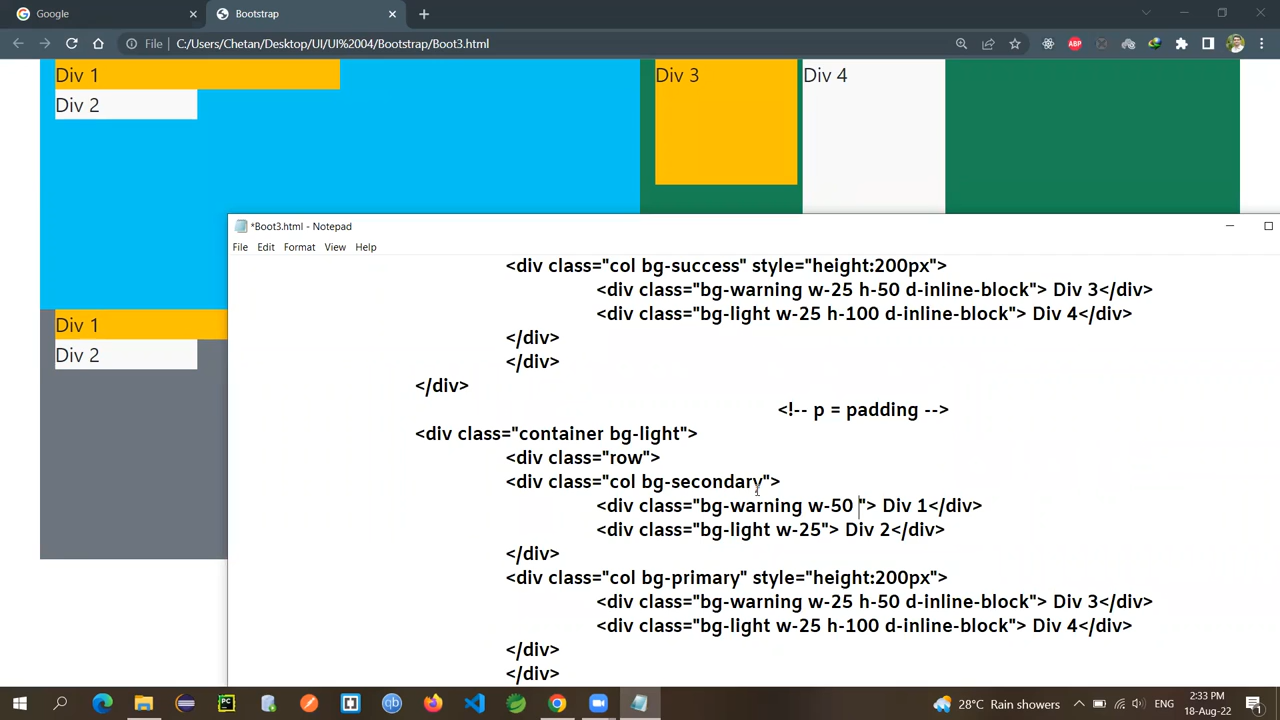 Google
Bootstrap
File
C:/Users/Chetan/Desktop/UI/UI%2004/Bootstrap/Boot3.html
ABP
Div 1
Div 2
Div 3
Div 4
Div 1
Div 2
*Boot3.html - Notepad
File Edit Format View Help
<div class="col bg-success" style="height:200px">
<div class="bg-warning w-25 h-50 d-inline-block"> Div 3</div>
<div class="bg-light w-25 h-100 d-inline-block"> Div 4</div>
</div>
</div>
</div>
<!-- p = padding -->
<div class="container bg-light">
<div class="row">
<div class="col bg-secondary">
<div class="bg-warning w-50 "> Div 1</div>
<div class="bg-light w-25"> Div 2</div>
</div>
<div class="col bg-primary" style="height:200px">
<div class="bg-warning w-25 h-50 d-inline-block"> Div 3</div>
<div class="bg-light w-25 h-100 d-inline-block"> Div 4</div>
</div>
</div>
PC
qb
28°C Rain showers
ENG
2:33 PM
18-Aug-22
1